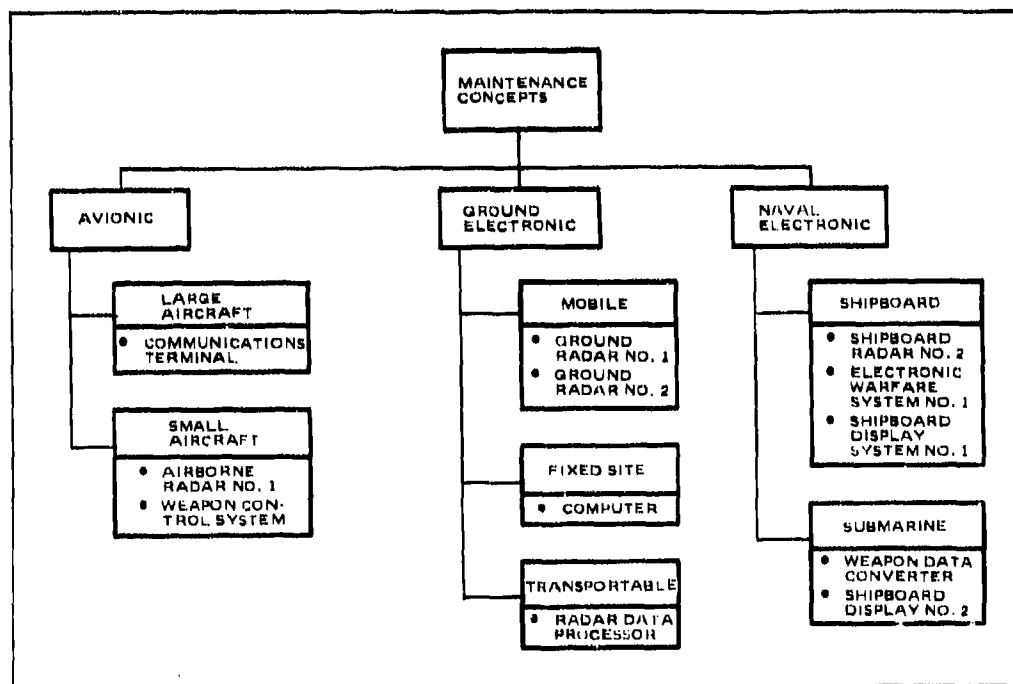 MAINTENANCE
CONCEPTS
AVIONIC
GROUND
ELECTRONIC
NAVAL
ELECTRONIC
LARGE
AIRCRAFT
• COMMUNICATIONS
TERMINAL
SMALL
AIRCRAFT
• AIRBORNE
RADAR NO. 1
• WEAPON CON-
TROL SYSTEM
MOBILE
• GROUND
RADAR NO. 1
• GROUND
RADAR NO. 2
FIXED SITE
• COMPUTER
TRANSPORTABLE
• RADAR DATA
PROCESSOR
SHIPBOARD
• SHIPBOARD
RADAR NO. 2
• ELECTRONIC
WARFARE
SYSTEM NO. 1
• SHIPBOARD
DISPLAY
SYSTEM NO. 1
SUBMARINE
• WEAPON DATA
CONVERTER
• SHIPBOARD
DISPLAY NO. 2